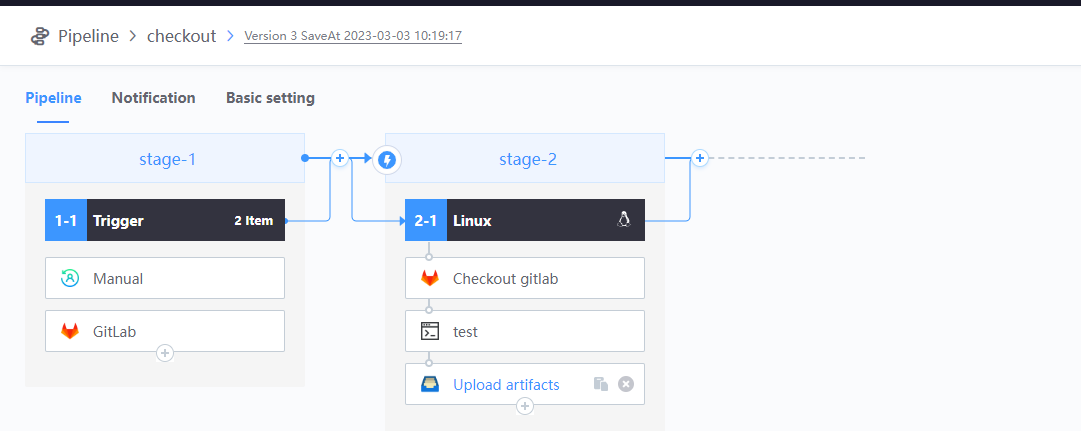 Pipeline > checkout > Version 3 SaveAt 2023-03-03 10:19:17
Pipeline Notification Basic setting
stage-1
1-1 Trigger 2 Item
Manual
GitLab
stage-2
2-1 Linux
Checkout gitlab
test
Upload artifacts